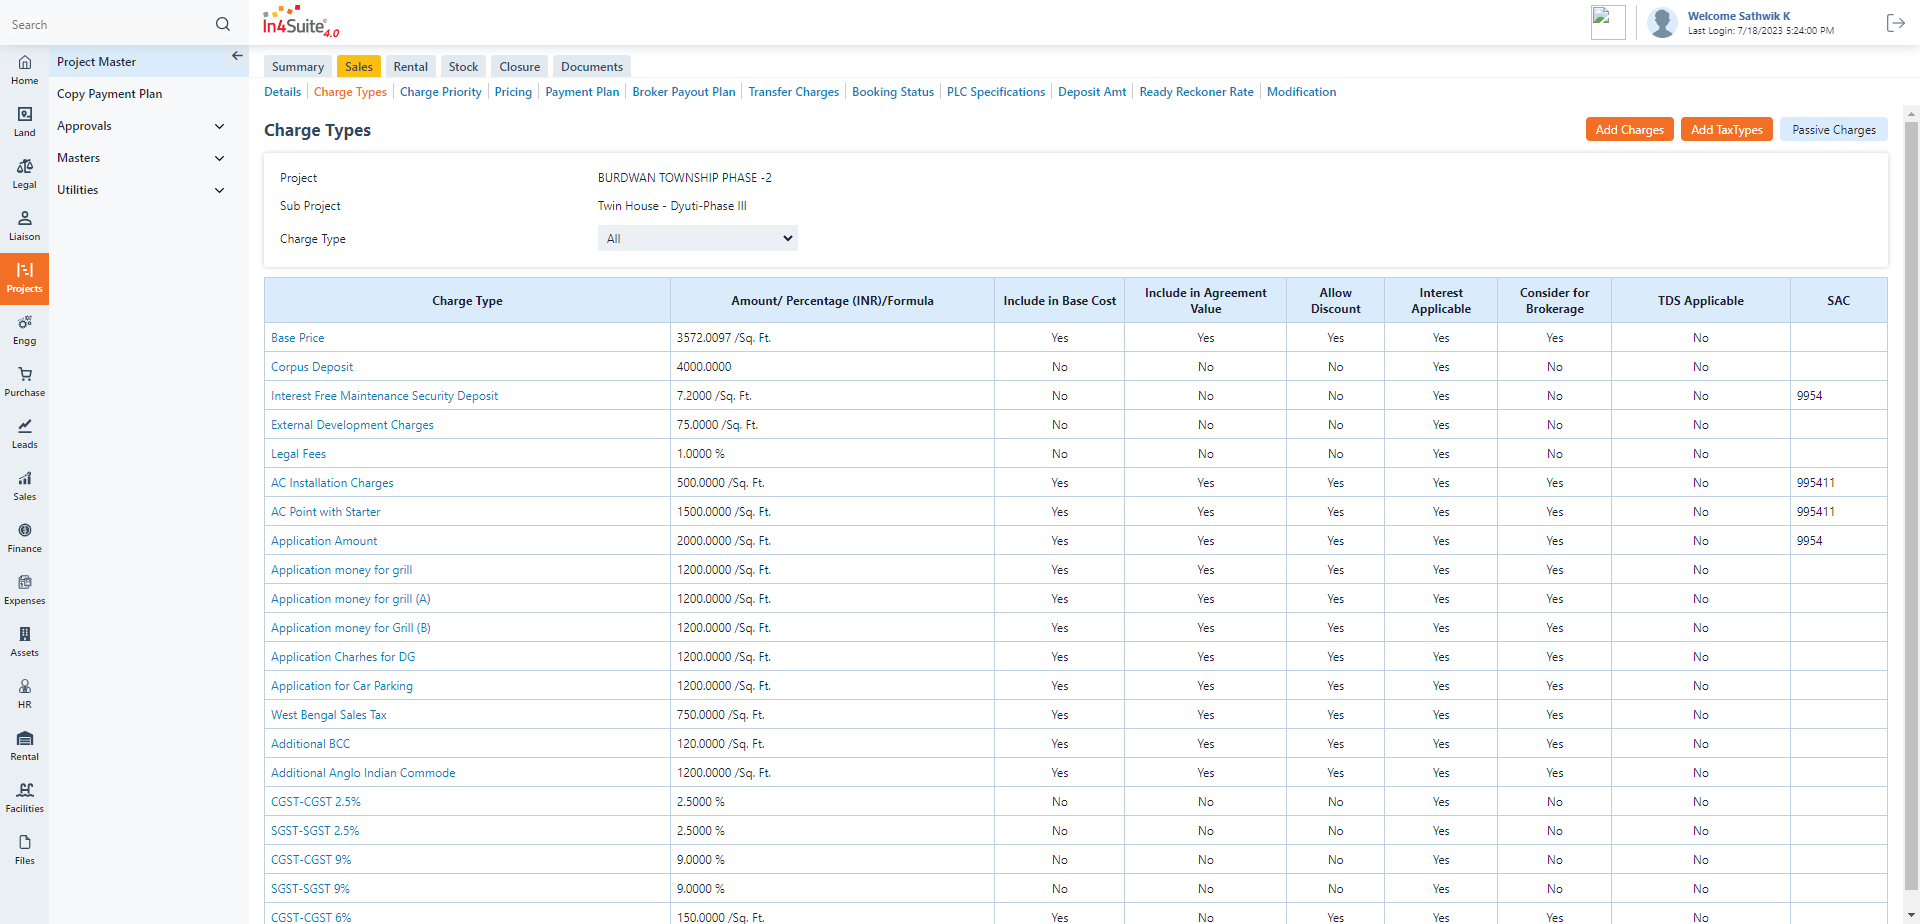 Search
In4Suite® 4.0
Welcome Sathwik K
Last Login: 7/18/2023 5:24:00 PM
Home
Land
Legal
Liaison
Projects
Engg
Purchase
Leads
Sales
Finance
Expenses
Assets
HR
Rental
Facilities
Files
Project Master
Copy Payment Plan
Approvals
Masters
Utilities
Summary Sales Rental Stock Closure Documents
Details Charge Types Charge Priority Pricing Payment Plan Broker Payout Plan Transfer Charges Booking Status PLC Specifications Deposit Amt Ready Reckoner Rate Modification
Charge Types
Add Charges Add TaxTypes Passive Charges
Project BURDWAN TOWNSHIP PHASE -2
Sub Project Twin House - Dyuti-Phase III
Charge Type All
Charge Type Amount/ Percentage (INR)/Formula Include in Base Cost Include in Agreement Value Allow Discount Interest Applicable Consider for Brokerage TDS Applicable SAC
Base Price 3572.0097 /Sq. Ft. Yes Yes Yes Yes Yes No
Corpus Deposit 4000.0000 No No No Yes No No
Interest Free Maintenance Security Deposit 7.2000 /Sq. Ft. No No No Yes No No 9954
External Development Charges 75.0000 /Sq. Ft. No No No Yes No No
Legal Fees 1.0000 % No No No Yes No No
AC Installation Charges 500.0000 /Sq. Ft. Yes Yes Yes Yes Yes No 995411
AC Point with Starter 1500.0000 /Sq. Ft. Yes Yes Yes Yes Yes No 995411
Application Amount 2000.0000 /Sq. Ft. Yes Yes Yes Yes Yes No 9954
Application money for grill 1200.0000 /Sq. Ft. Yes Yes Yes Yes Yes No
Application money for grill (A) 1200.0000 /Sq. Ft. Yes Yes Yes Yes Yes No
Application money for Grill (B) 1200.0000 /Sq. Ft. Yes Yes Yes Yes Yes No
Application Charhes for DG 1200.0000 /Sq. Ft. Yes Yes Yes Yes Yes No
Application for Car Parking 1200.0000 /Sq. Ft. Yes Yes Yes Yes Yes No
West Bengal Sales Tax 750.0000 /Sq. Ft. Yes Yes Yes Yes Yes No
Additional BCC 120.0000 /Sq. Ft. Yes Yes Yes Yes Yes No
Additional Anglo Indian Commode 1200.0000 /Sq. Ft. Yes Yes Yes Yes Yes No
CGST-CGST 2.5% 2.5000 % No No No Yes No No
SGST-SGST 2.5% 2.5000 % No No No Yes No No
CGST-CGST 9% 9.0000 % No No No Yes No No
SGST-SGST 9% 9.0000 % No No No Yes No No
CGST-CGST 6% 150.0000 /Sq. Ft. Yes No Yes Yes Yes No